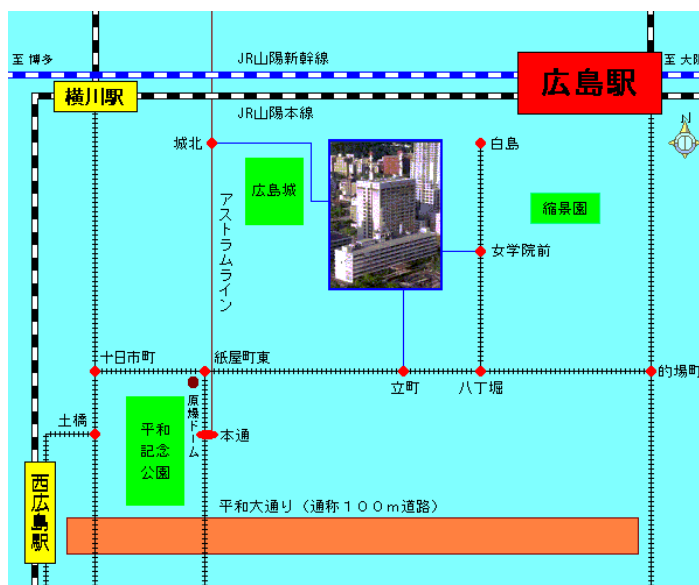 至 博多
JR山陽新幹線
至 大阪
広島駅
横川駅
JR山陽本線
N
城北
白島
広島城
アストラムライン
縮景園
女学院前
十日市町
紙屋町東
立町
八丁堀
的場町
原爆ドーム
土橋
平和
記念
公園
本通
西広島駅
平和大通り（通称１００ｍ道路）